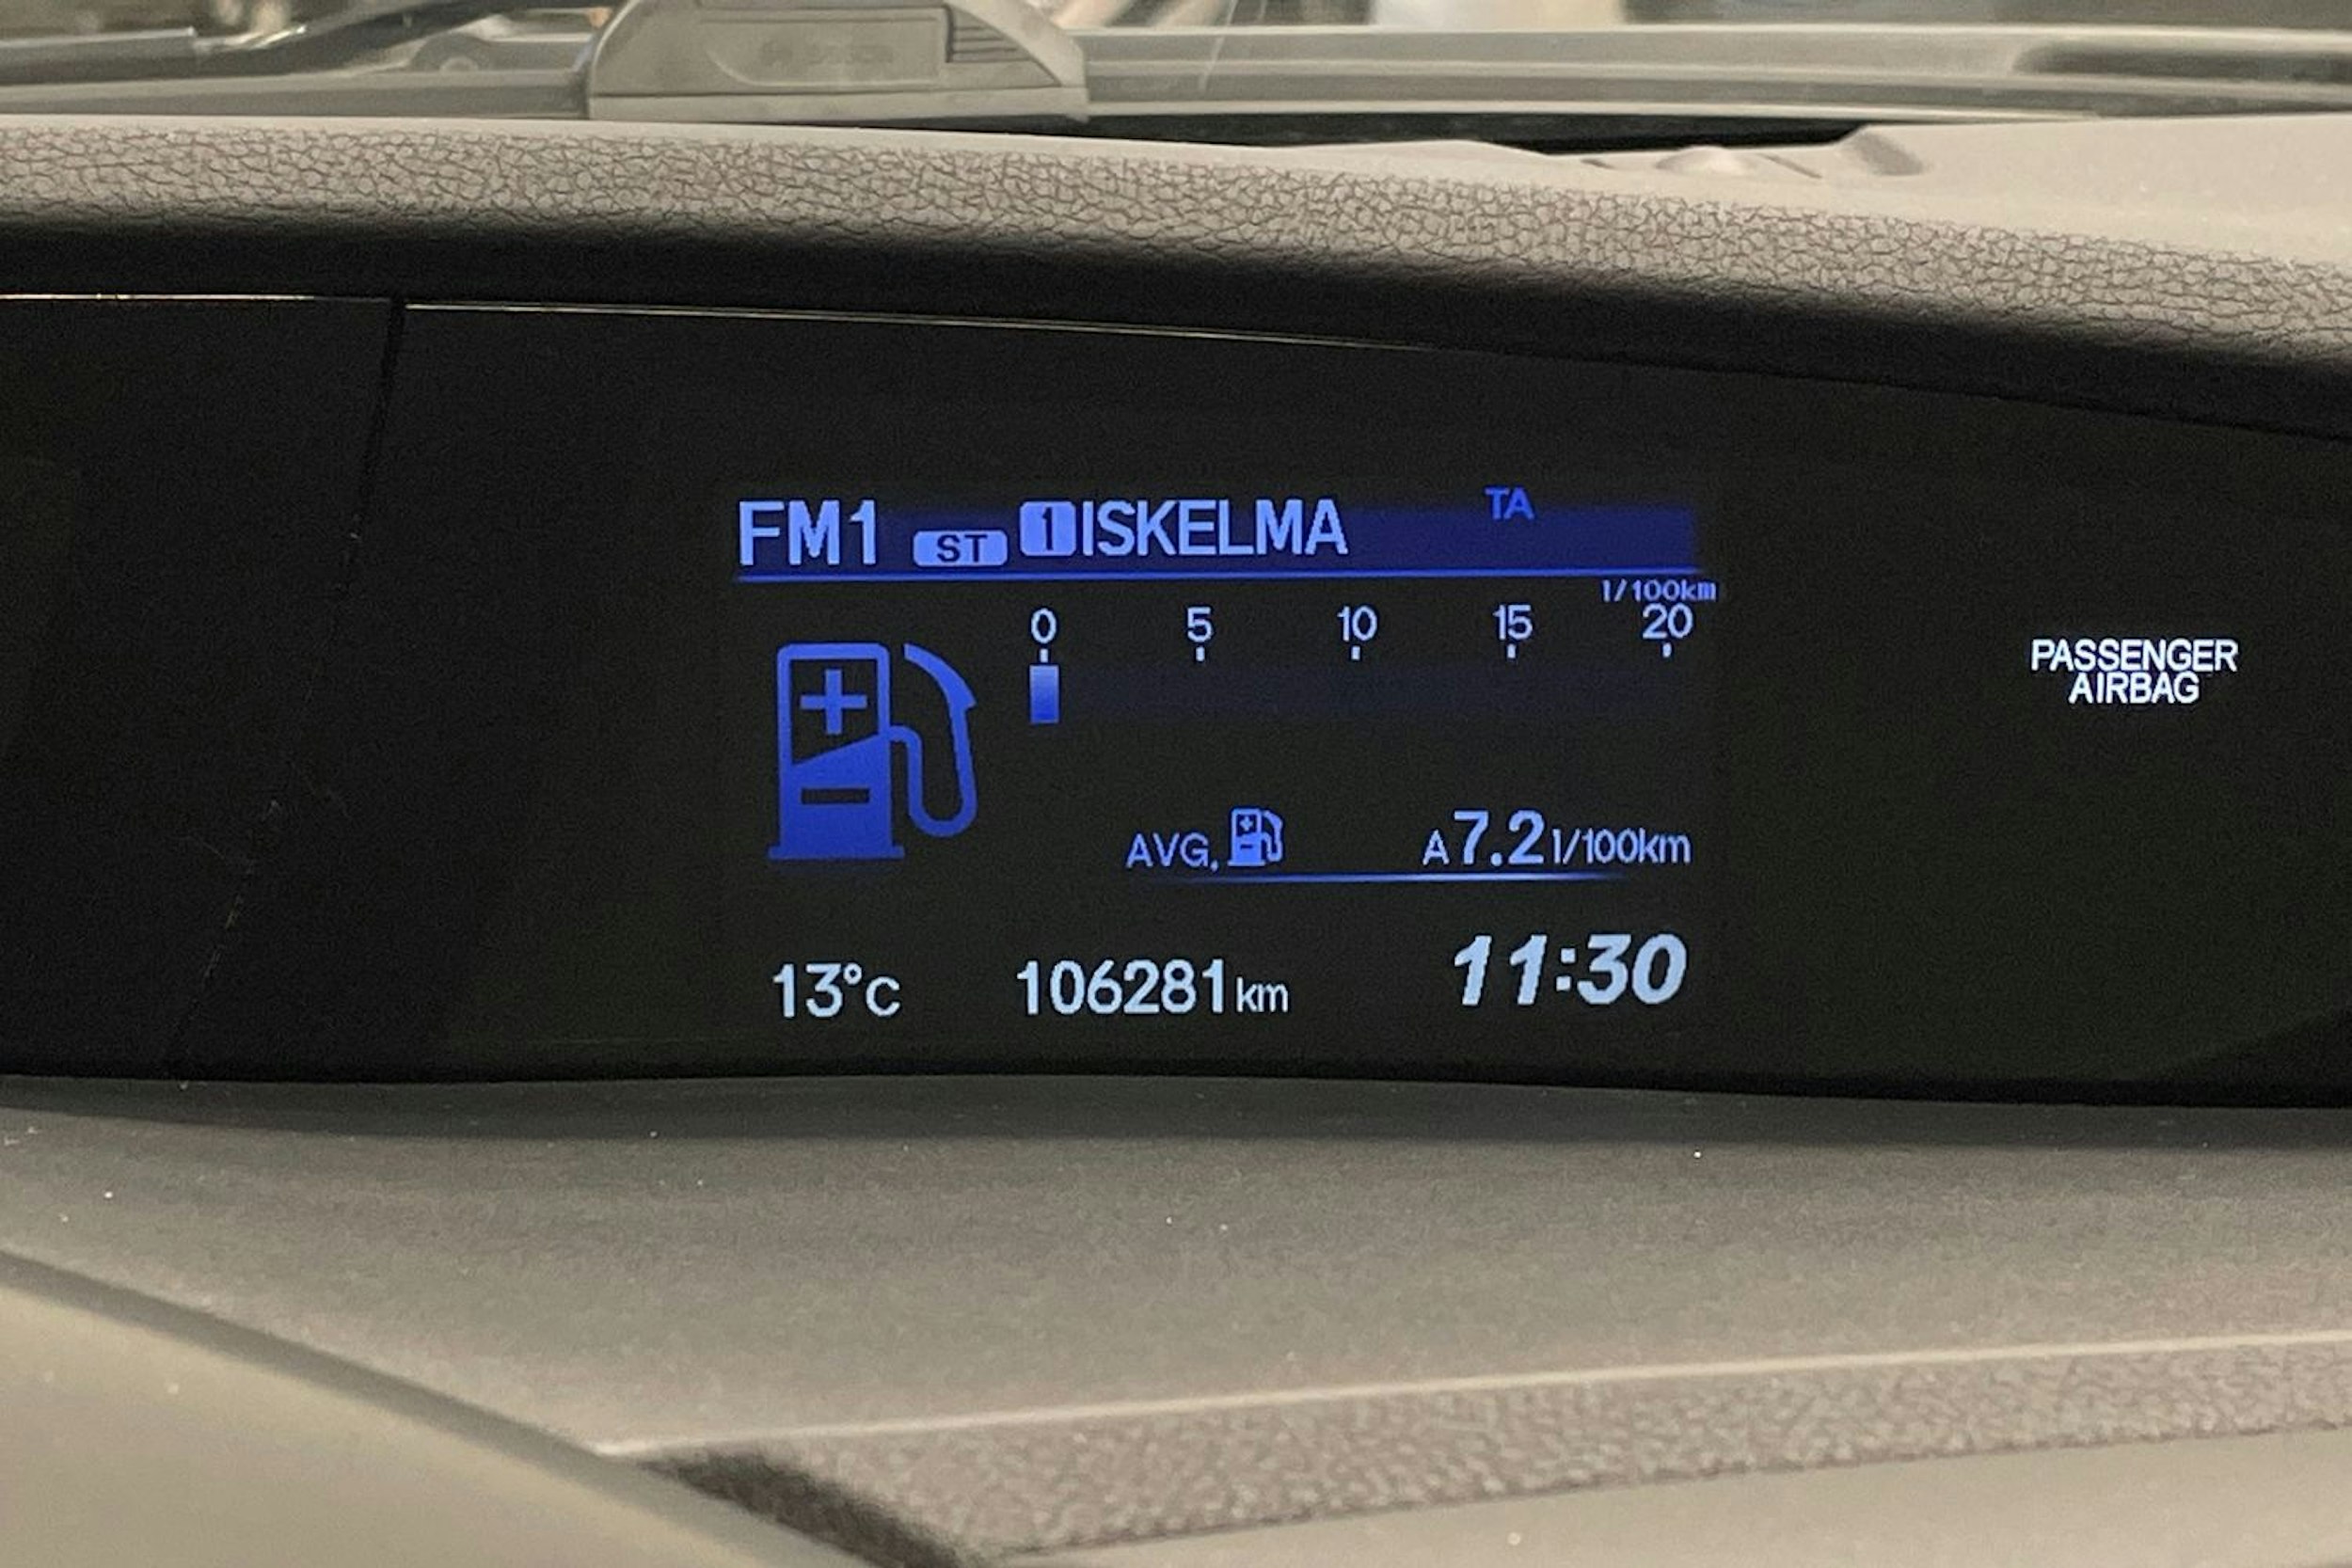 FM1 ST 1 ISKELMA TA
l/100km
0 5 10 15 20
PASSENGER
AIRBAG
AVG. A 7.2 l/100km
13°C 106281 km 11:30